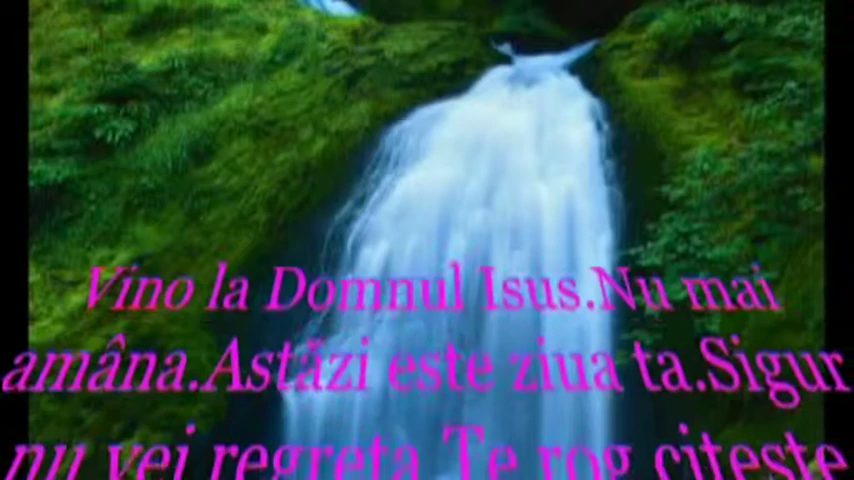 Vino la Domnul Isus.Nu mai
amâna.Astăzi este ziua ta.Sigur
nu vei regreta.Te rog citeste